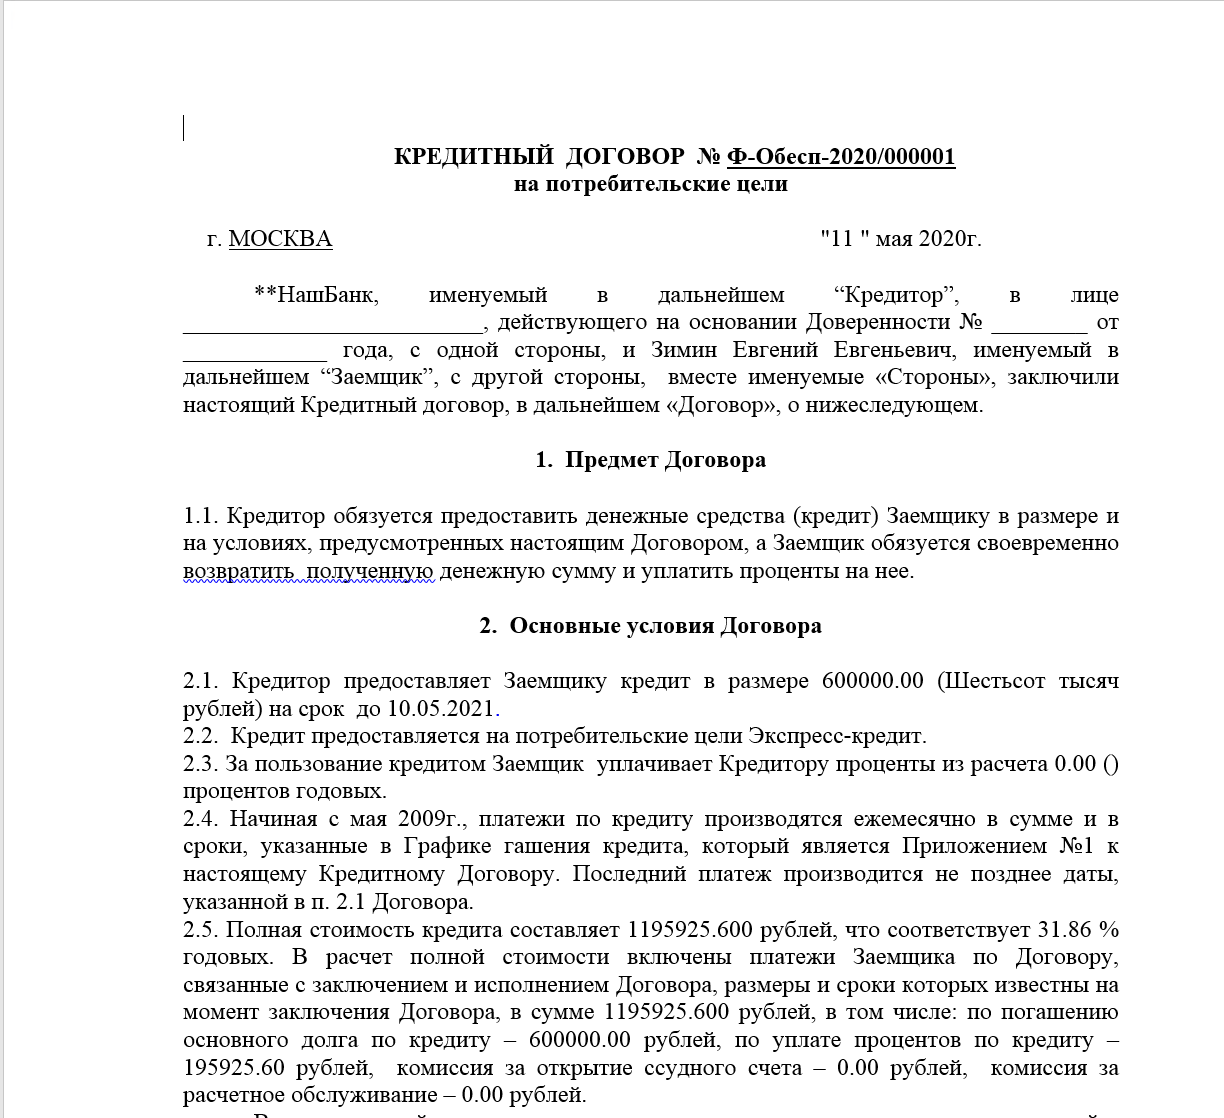 КРЕДИТНЫЙ ДОГОВОР № Ф-Обесп-2020/000001
на потребительские цели
г. МОСКВА "11 " мая 2020г.
**НашБанк, именуемый в дальнейшем “Кредитор”, в лице
_________________________, действующего на основании Доверенности № ________ от
____________ года, с одной стороны, и Зимин Евгений Евгеньевич, именуемый в
дальнейшем “Заемщик”, с другой стороны, вместе именуемые «Стороны», заключили
настоящий Кредитный договор, в дальнейшем «Договор», о нижеследующем.
1. Предмет Договора
1.1. Кредитор обязуется предоставить денежные средства (кредит) Заемщику в размере и
на условиях, предусмотренных настоящим Договором, а Заемщик обязуется своевременно
возвратить полученную денежную сумму и уплатить проценты на нее.
2. Основные условия Договора
2.1. Кредитор предоставляет Заемщику кредит в размере 600000.00 (Шестьсот тысяч
рублей) на срок до 10.05.2021.
2.2. Кредит предоставляется на потребительские цели Экспресс-кредит.
2.3. За пользование кредитом Заемщик уплачивает Кредитору проценты из расчета 0.00 ()
процентов годовых.
2.4. Начиная с мая 2009г., платежи по кредиту производятся ежемесячно в сумме и в
сроки, указанные в Графике гашения кредита, который является Приложением №1 к
настоящему Кредитному Договору. Последний платеж производится не позднее даты,
указанной в п. 2.1 Договора.
2.5. Полная стоимость кредита составляет 1195925.600 рублей, что соответствует 31.86 %
годовых. В расчет полной стоимости включены платежи Заемщика по Договору,
связанные с заключением и исполнением Договора, размеры и сроки которых известны на
момент заключения Договора, в сумме 1195925.600 рублей, в том числе: по погашению
основного долга по кредиту – 600000.00 рублей, по уплате процентов по кредиту –
195925.60 рублей, комиссия за открытие ссудного счета – 0.00 рублей, комиссия за
расчетное обслуживание – 0.00 рублей.